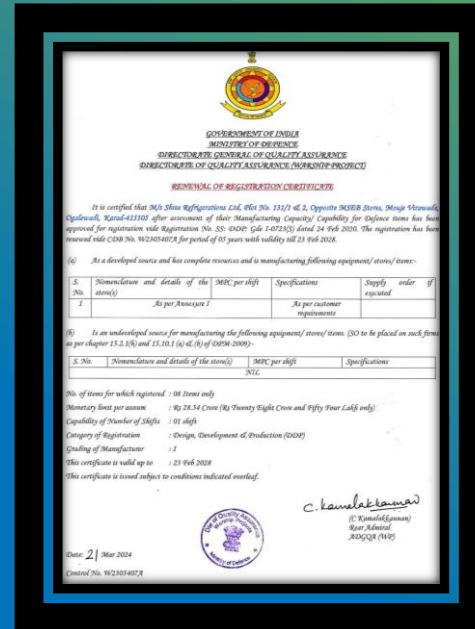 GOVERNMENT OF INDIA
MINISTRY OF DEFENCE
DIRECTORATE GENERAL OF QUALITY ASSURANCE
DIRECTORATE OF QUALITY ASSURANCE (WARSHIP PROJECT)
RENEWAL OF REGISTRATION CERTIFICATE
It is certified that M/s Shree Refrigerations Ltd, Plot No. 131/1 & 2, Opposite MSEB Stores, Mouje Virawade,
Ogalewadi, Karad-415105 after assessment of their Manufacturing Capacity/ Capability for Defence items has been
approved for registration vide Registration No. SS: DDP: Gde I-0723(S) dated 24 Feb 2020. The registration has been
renewed vide CDB No. W2305407A for period of 05 years with validity till 23 Feb 2028.
(a) As a developed source and has complete resources and is manufacturing following equipment/ stores/ items:-
S. No. Nomenclature and details of the store(s) MPC per shift Specifications Supply order if executed
1 As per Annexure I As per customer requirements
(b) Is an undeveloped source for manufacturing the following equipment/ stores/ items. (SO to be placed on such firms
as per chapter 15.2.1(h) and 15.10.1 (a) & (h) of DPM-2009):-
S. No. Nomenclature and details of the store(s) MPC per shift Specifications
NIL
No. of items for which registered : 08 Items only
Monetary limit per annum : Rs 28.54 Crore (Rs Twenty Eight Crore and Fifty Four Lakh only)
Capability of Number of Shifts : 01 shift
Category of Registration : Design, Development & Production (DDP)
Grading of Manufacturer : I
This certificate is valid up to : 23 Feb 2028
This certificate is issued subject to conditions indicated overleaf.
C. Kamalakkannan
(C Kamalakkannan)
Rear Admiral
ADGQA (WP)
Date: 21 Mar 2024
Control No. W2305407A